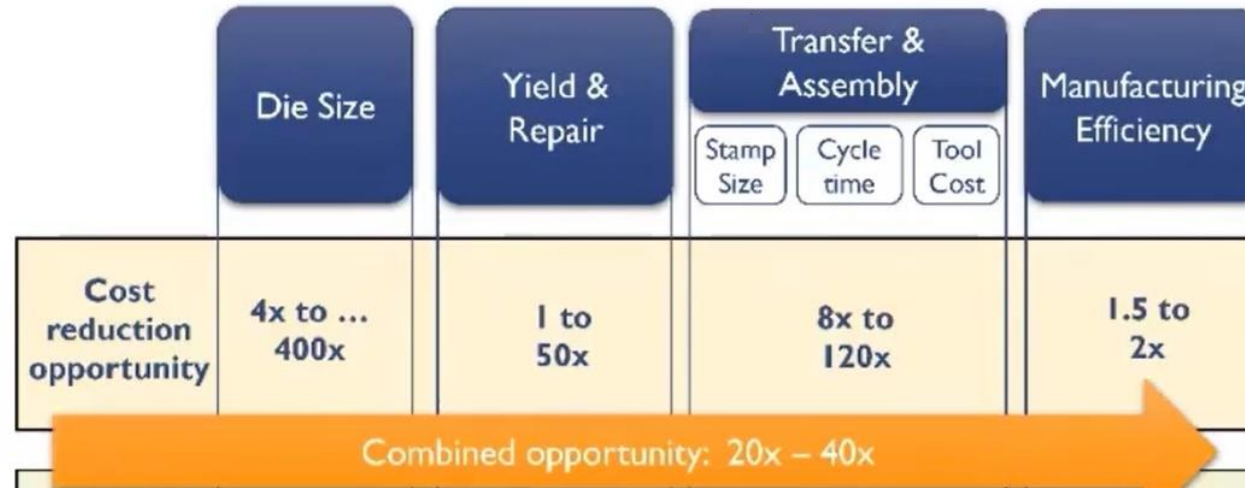 Die Size
Yield &
Repair
Transfer &
Assembly
Stamp
Size
Cycle
time
Tool
Cost
Manufacturing
Efficiency
Cost
reduction
opportunity
4x to ...
400x
1 to
50x
8x to
120x
1.5 to
2x
Combined opportunity: 20x – 40x